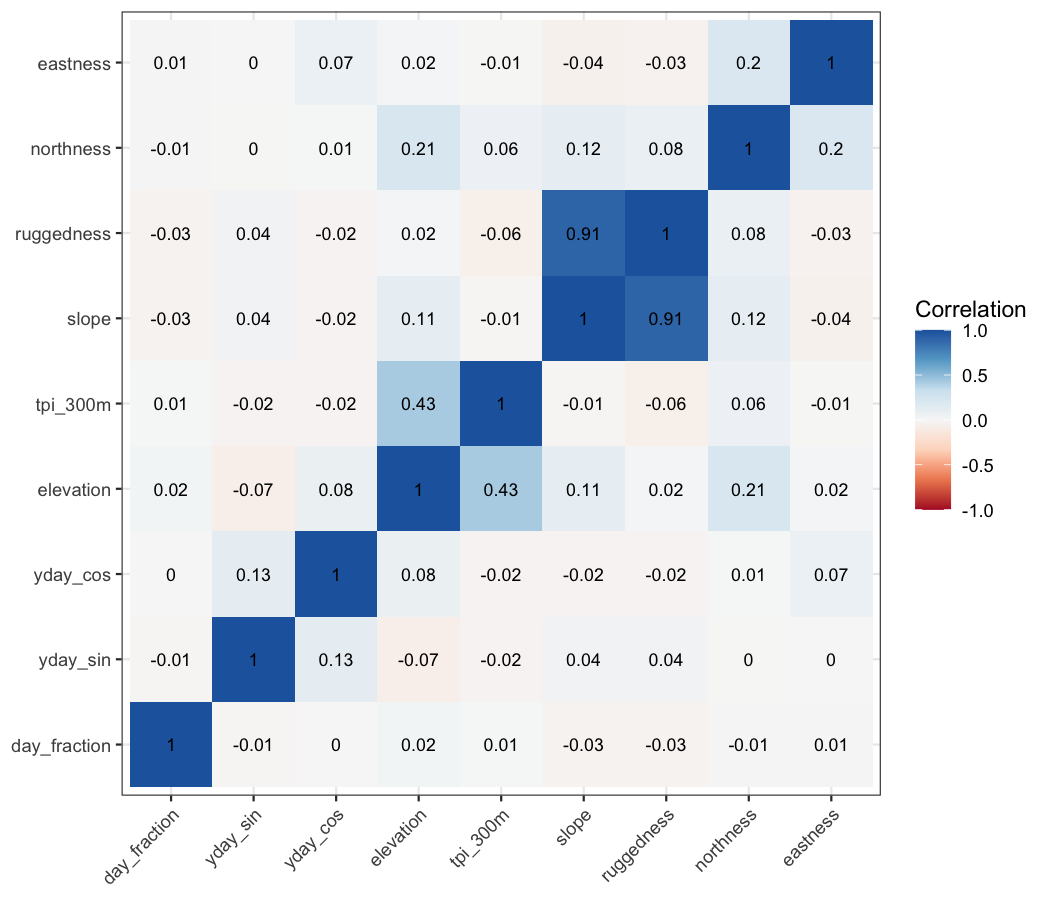 eastness 0.01 0 0.07 0.02 -0.01 -0.04 -0.03 0.2 1
northness -0.01 0 0.01 0.21 0.06 0.12 0.08 1 0.2
ruggedness -0.03 0.04 -0.02 0.02 -0.06 0.91 1 0.08 -0.03
slope -0.03 0.04 -0.02 0.11 -0.01 1 0.91 0.12 -0.04
tpi_300m 0.01 -0.02 -0.02 0.43 1 -0.01 -0.06 0.06 -0.01
elevation 0.02 -0.07 0.08 1 0.43 0.11 0.02 0.21 0.02
yday_cos 0 0.13 1 0.08 -0.02 -0.02 -0.02 0.01 0.07
yday_sin -0.01 1 0.13 -0.07 -0.02 0.04 0.04 0 0
day_fraction 1 -0.01 0 0.02 0.01 -0.03 -0.03 -0.01 0.01
day_fraction yday_sin yday_cos elevation tpi_300m slope ruggedness northness eastness
Correlation
1.0
0.5
0.0
-0.5
-1.0